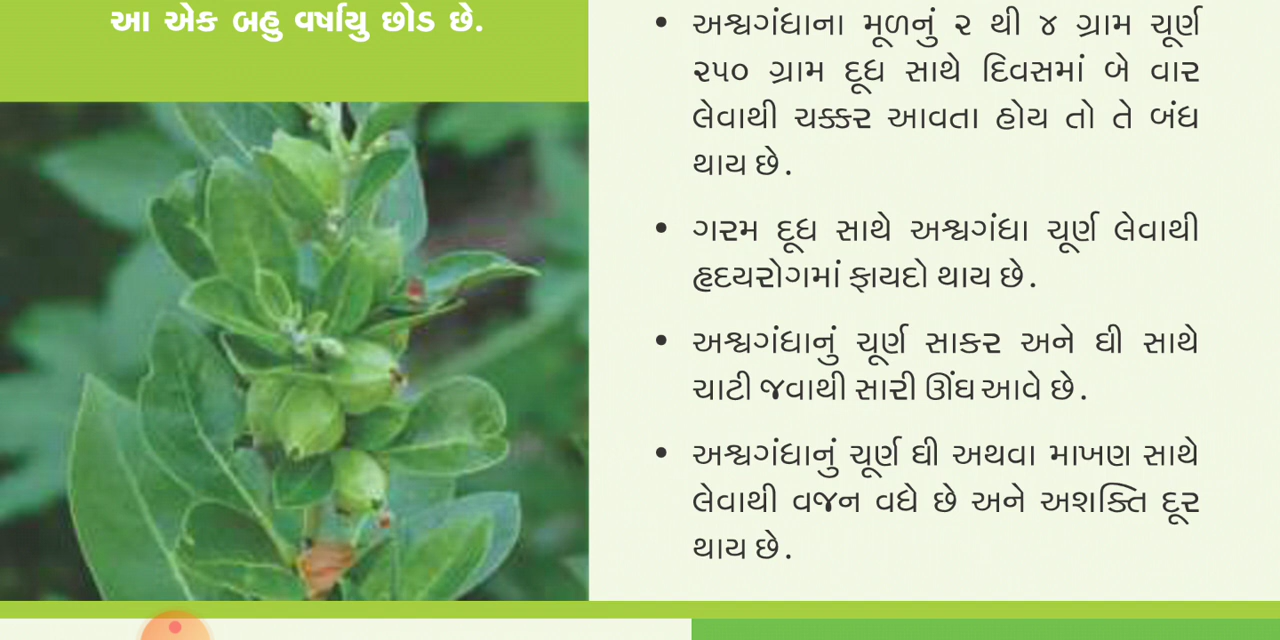 આ એક બહુ વર્ષાયુ છોડ છે.
• અશ્વગંધાના મૂળનું ૨ થી ૪ ગ્રામ ચૂર્ણ
૨૫૦ ગ્રામ દૂધ સાથે દિવસમાં બે વાર
લેવાથી ચક્કર આવતા હોય તો તે બંધ
થાય છે.
• ગરમ દૂધ સાથે અશ્વગંધા ચૂર્ણ લેવાથી
હૃદયરોગમાં ફાયદો થાય છે.
• અશ્વગંધાનું ચૂર્ણ સાકર અને ઘી સાથે
ચાટી જવાથી સારી ઊંઘ આવે છે.
• અશ્વગંધાનું ચૂર્ણ ઘી અથવા માખણ સાથે
લેવાથી વજન વધે છે અને અશક્તિ દૂર
થાય છે.